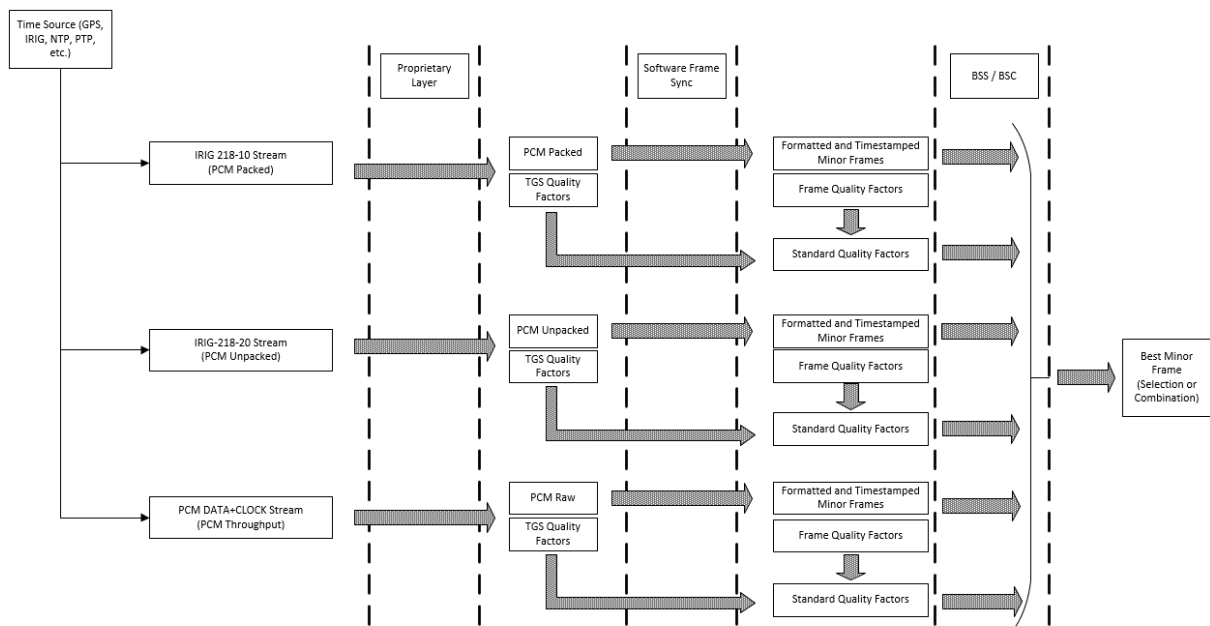 Time Source (GPS,
IRIG, NTP, PTP,
etc.)
Proprietary
Layer
Software Frame
Sync
BSS / BSC
IRIG 218-10 Stream
(PCM Packed)
PCM Packed
TGS Quality
Factors
Formatted and Timestamped
Minor Frames
Frame Quality Factors
Standard Quality Factors
IRIG-218-20 Stream
(PCM Unpacked)
PCM Unpacked
TGS Quality
Factors
Formatted and Timestamped
Minor Frames
Frame Quality Factors
Standard Quality Factors
Best Minor
Frame
(Selection or
Combination)
PCM DATA+CLOCK Stream
(PCM Throughput)
PCM Raw
TGS Quality
Factors
Formatted and Timestamped
Minor Frames
Frame Quality Factors
Standard Quality Factors